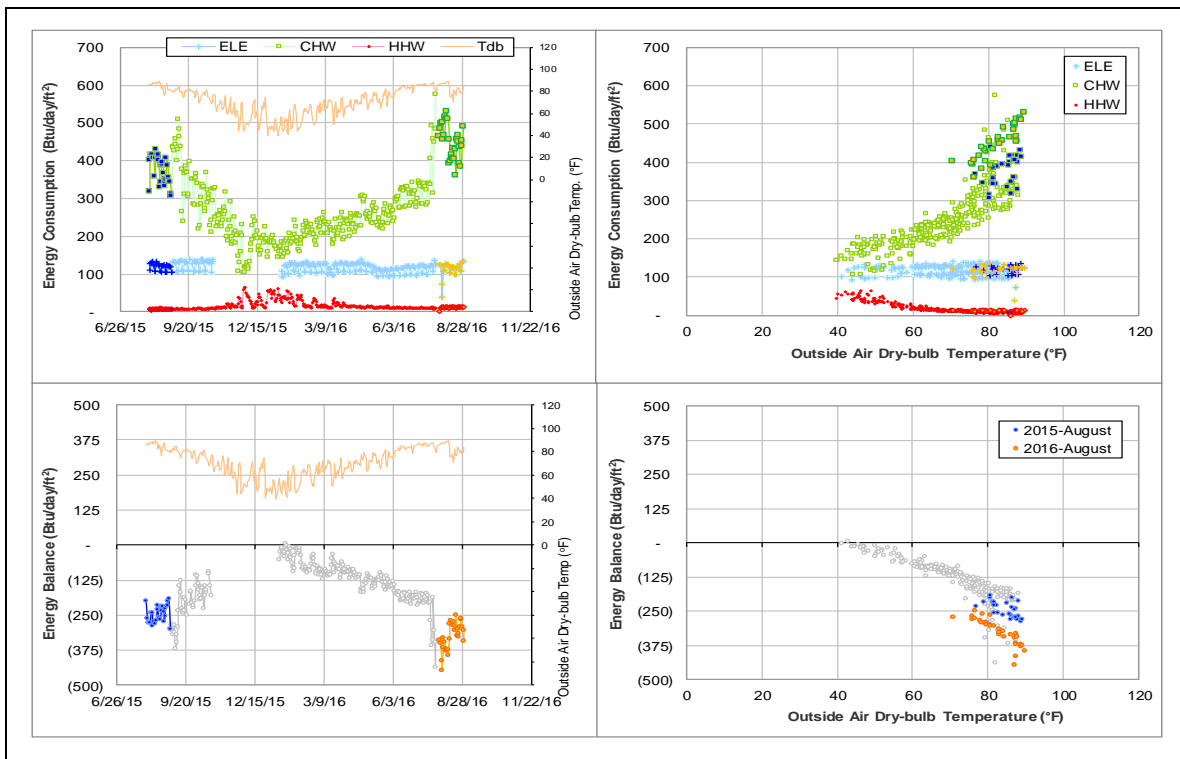 ELE CHW HHW Tdb
Energy Consumption (Btu/day/ft²)
700
600
500
400
300
200
100
-
120
100
80
60
40
20
0
Outside Air Dry-bulb Temp. (°F)
6/26/15 9/20/15 12/15/15 3/9/16 6/3/16 8/28/16 11/22/16
Energy Consumption (Btu/day/ft²)
700
600
500
400
300
200
100
-
ELE
CHW
HHW
0 20 40 60 80 100 120
Outside Air Dry-bulb Temperature (°F)
Energy Balance (Btu/day/ft²)
500
375
250
125
-
(125)
(250)
(375)
(500)
120
100
80
60
40
20
0
Outside Air Dry-bulb Temp (°F)
6/26/15 9/20/15 12/15/15 3/9/16 6/3/16 8/28/16 11/22/16
Energy Balance (Btu/day/ft²)
500
375
250
125
-
(125)
(250)
(375)
(500)
2015-August
2016-August
0 20 40 60 80 100 120
Outside Air Dry-bulb Temperature (°F)